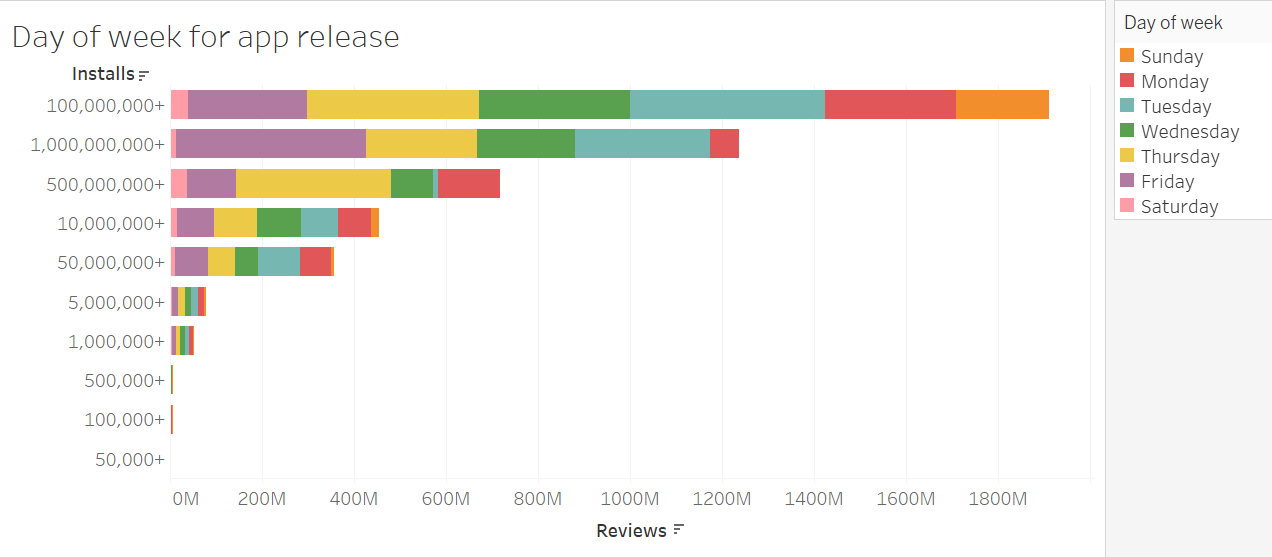 Day of week for app release
Installs
100,000,000+
1,000,000,000+
500,000,000+
10,000,000+
50,000,000+
5,000,000+
1,000,000+
500,000+
100,000+
50,000+
0M 200M 400M 600M 800M 1000M 1200M 1400M 1600M 1800M
Reviews
Day of week
Sunday
Monday
Tuesday
Wednesday
Thursday
Friday
Saturday